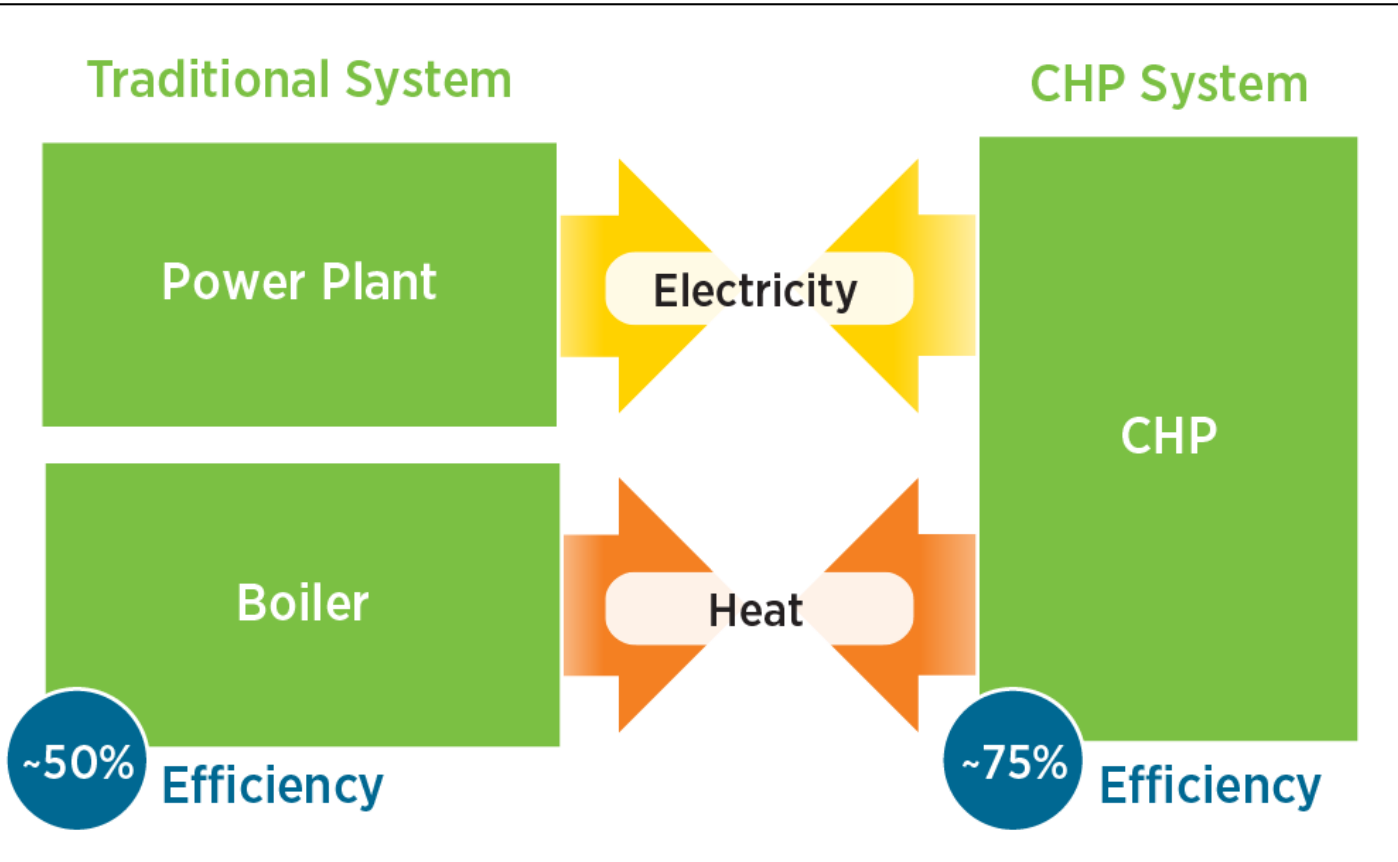 Traditional System
CHP System
Power Plant
Electricity
CHP
Boiler
Heat
~50%
Efficiency
~75%
Efficiency